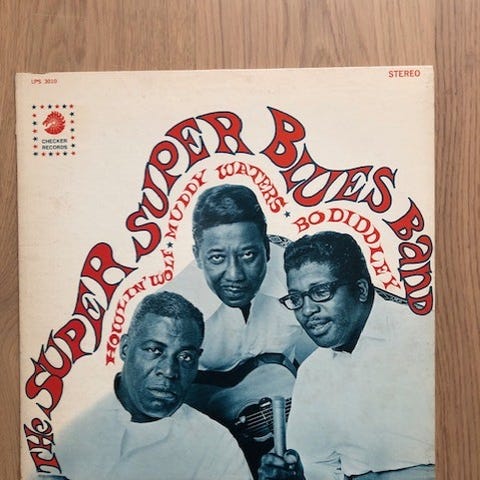 LPS 3010
STEREO
CHECKER
RECORDS
THE SUPER SUPER BLUES BAND
HOWLIN' WOLF ★ MUDDY WATERS ★ BO DIDDLEY